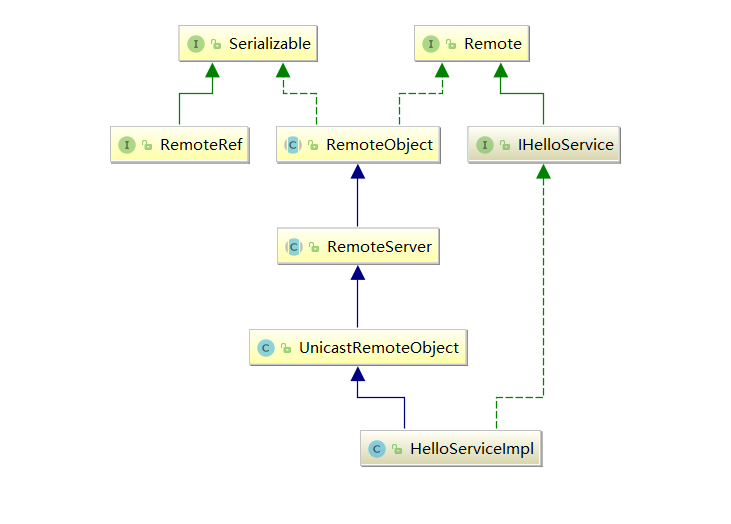 I Serializable
I Remote
I RemoteRef
C RemoteObject
I IHelloService
C RemoteServer
C UnicastRemoteObject
C HelloServiceImpl